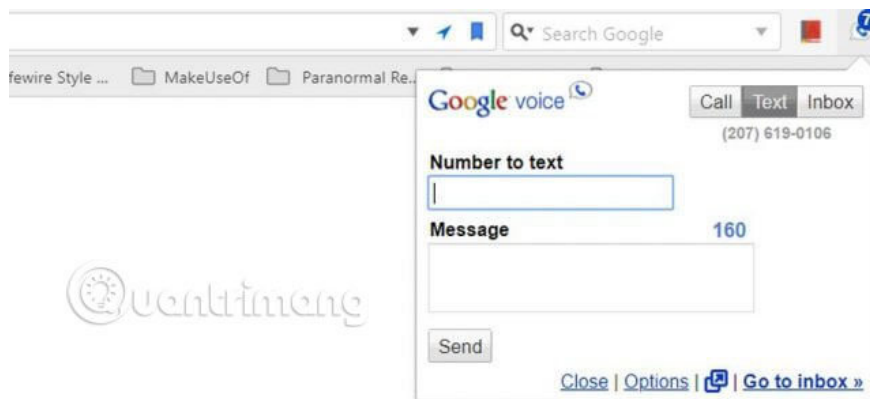 Search Google
7
fewire Style ... MakeUseOf Paranormal Re..
Google voice Call Text Inbox
(207) 619-0106
Number to text
Message 160
Quantrimang
Send
Close | Options | | Go to inbox »